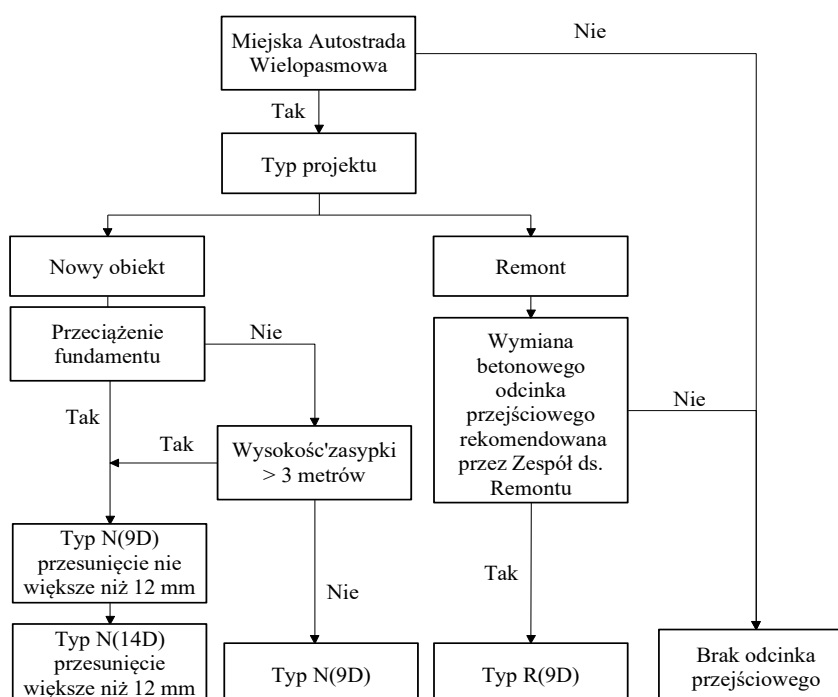 Miejska Autostrada
Wielopasmowa
Nie
Tak
Typ projektu
Nowy obiekt
Remont
Przeciążenie
fundamentu
Nie
Wymiana
betonowego
odcinka
przejściowego
rekomendowana
przez Zespół ds.
Remontu
Nie
Tak
Tak
Wysokośc'zasypki
> 3 metrów
Typ N(9D)
przesunięcie nie
większe niż 12 mm
Nie
Tak
Typ N(14D)
przesunięcie
większe niż 12 mm
Typ N(9D)
Typ R(9D)
Brak odcinka
przejściowego